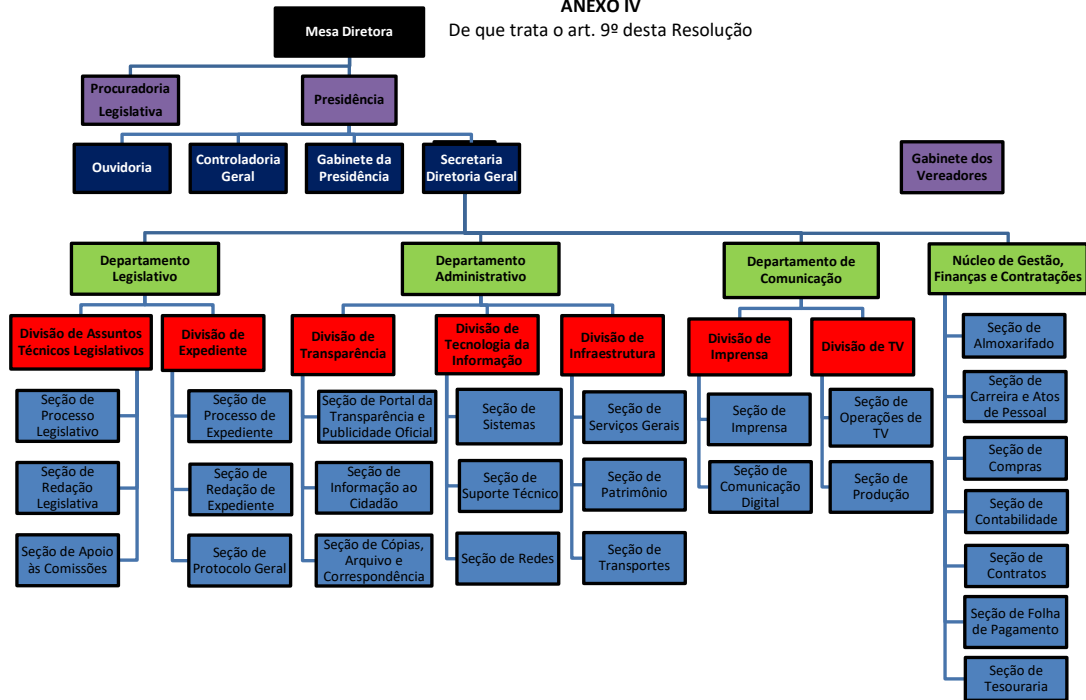 ANEXO IV
De que trata o art. 9º desta Resolução
Mesa Diretora
Procuradoria
Legislativa
Presidência
Ouvidoria
Controladoria
Geral
Gabinete da
Presidência
Secretaria
Diretoria Geral
Gabinete dos
Vereadores
Departamento
Legislativo
Departamento
Administrativo
Departamento de
Comunicação
Núcleo de Gestão,
Finanças e Contratações
Divisão de Assuntos
Técnicos Legislativos
Divisão de
Expediente
Divisão de
Transparência
Divisão de
Tecnologia da
Informação
Divisão de
Infraestrutura
Divisão de
Imprensa
Divisão de TV
Seção de
Processo
Legislativo
Seção de
Redação
Legislativa
Seção de Apoio
às Comissões
Seção de
Processo de
Expediente
Seção de
Redação de
Expediente
Seção de
Protocolo Geral
Seção de Portal da
Transparência e
Publicidade Oficial
Seção de
Informação ao
Cidadão
Seção de Cópias,
Arquivo e
Correspondência
Seção de
Sistemas
Seção de
Suporte Técnico
Seção de Redes
Seção de
Serviços Gerais
Seção de
Patrimônio
Seção de
Transportes
Seção de
Imprensa
Seção de
Comunicação
Digital
Seção de
Operações de
TV
Seção de
Produção
Seção de
Almoxarifado
Seção de
Carreira e Atos
de Pessoal
Seção de
Compras
Seção de
Contabilidade
Seção de
Contratos
Seção de Folha
de Pagamento
Seção de
Tesouraria